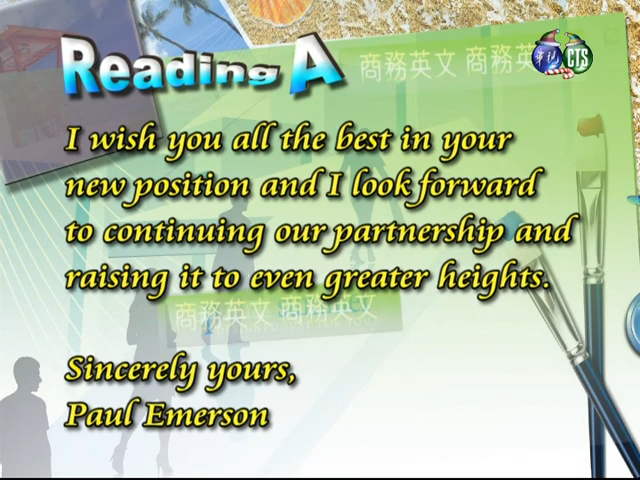 Reading A
商務英文 商務英
華視 CTS
I wish you all the best in your
new position and I look forward
to continuing our partnership and
raising it to even greater heights.
商務英文 商務英文
Sincerely yours,
Paul Emerson